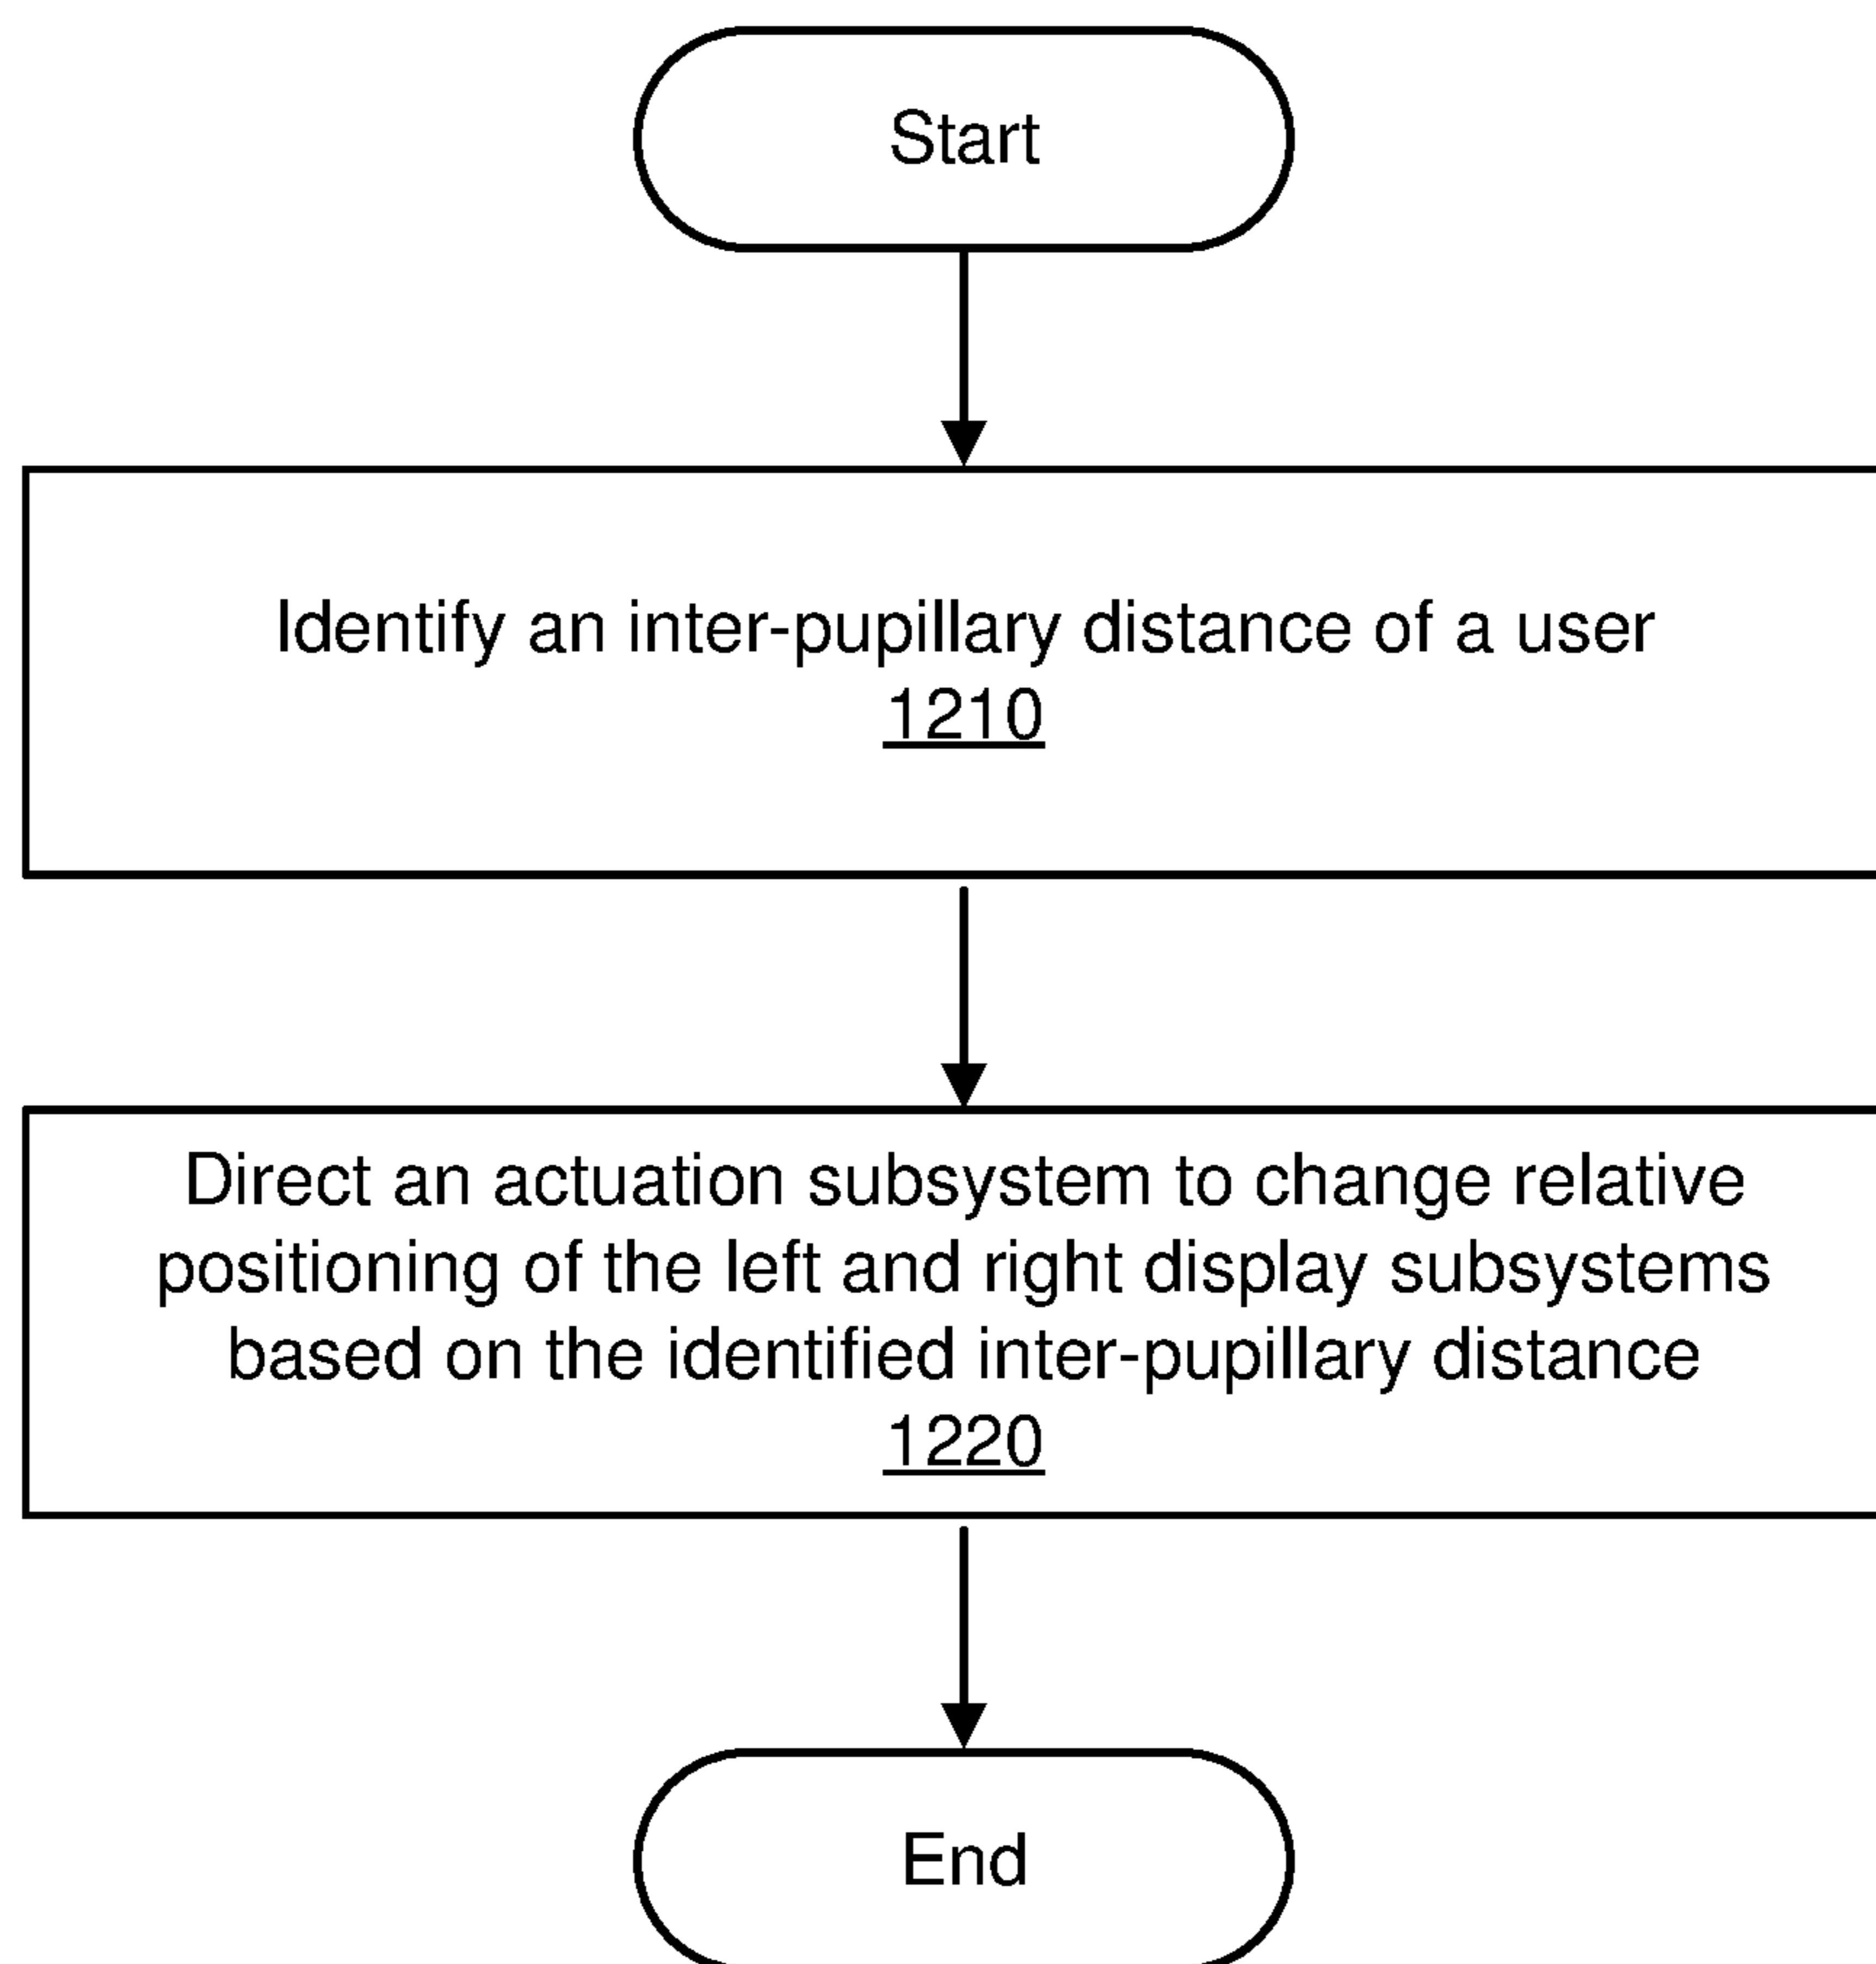 Start
Identify an inter-pupillary distance of a user
1210
Direct an actuation subsystem to change relative
positioning of the left and right display subsystems
based on the identified inter-pupillary distance
1220
End